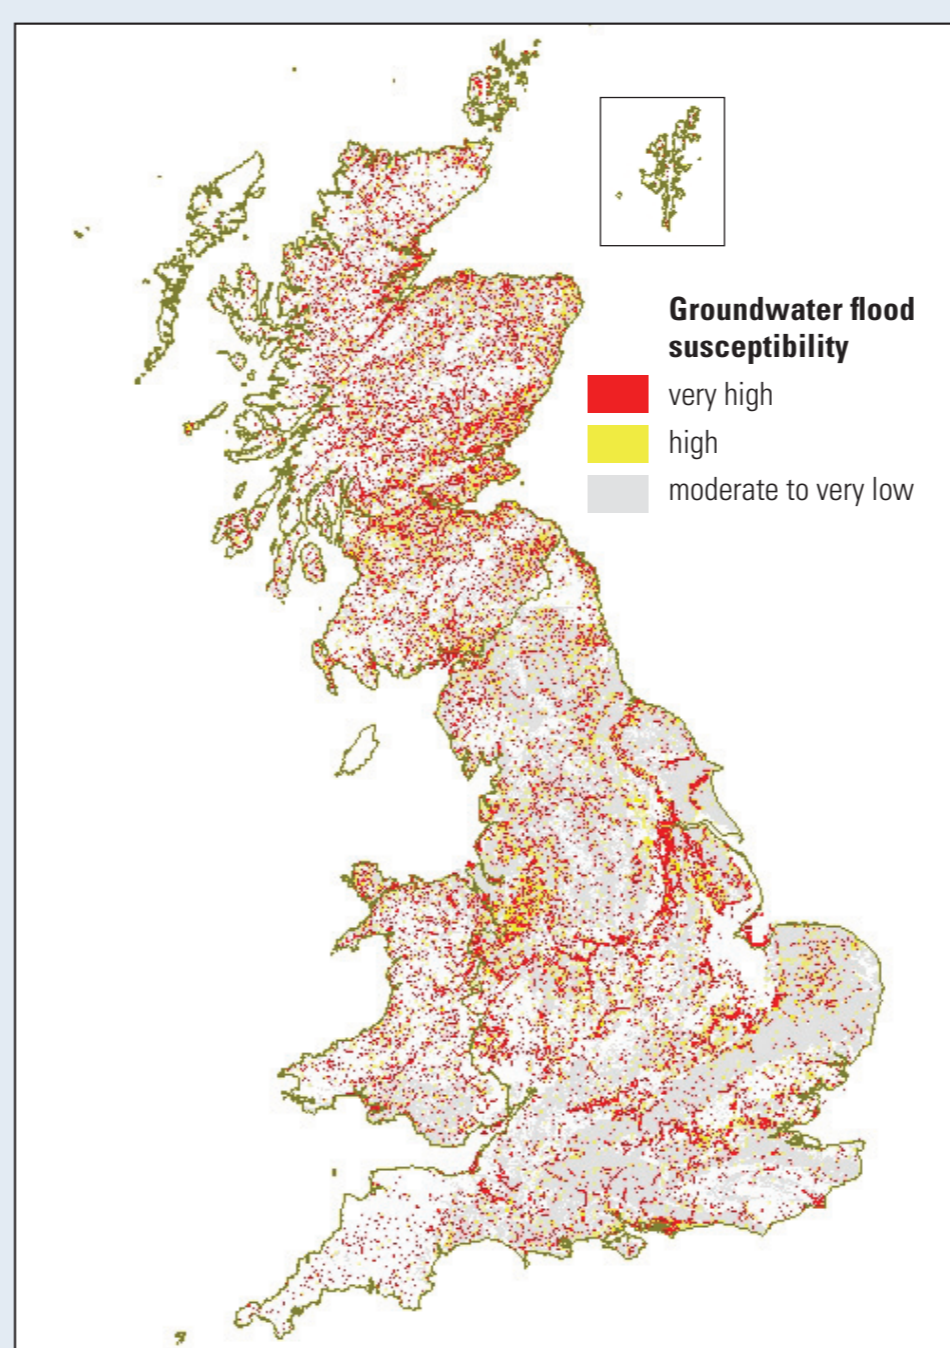 Groundwater flood
susceptibility
very high
high
moderate to very low